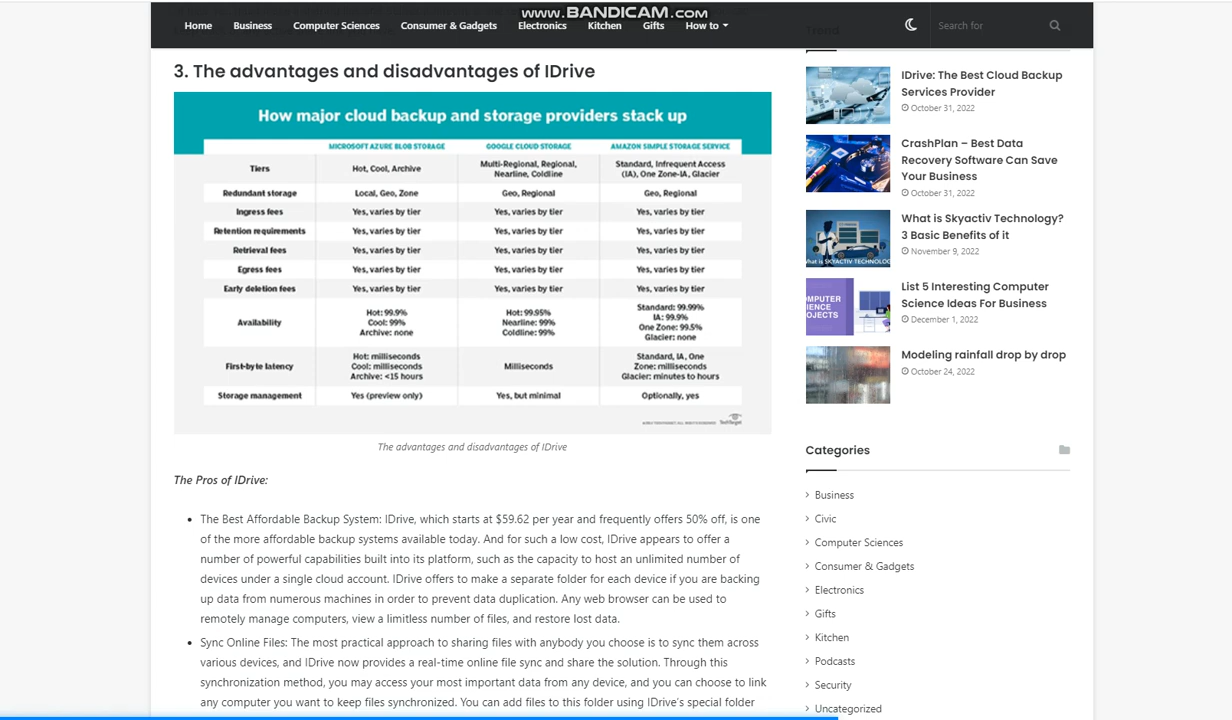 www.BANDICAM.com
Home Business Computer Sciences Consumer & Gadgets Electronics Kitchen Gifts How to Search for
Trend
3. The advantages and disadvantages of IDrive
How major cloud backup and storage providers stack up
MICROSOFT AZURE BLOB STORAGE GOOGLE CLOUD STORAGE AMAZON SIMPLE STORAGE SERVICE
Tiers Hot, Cool, Archive Multi-Regional, Regional, Nearline, Coldline Standard, Infrequent Access (IA), One Zone-IA, Glacier
Redundant storage Local, Geo, Zone Geo, Regional Geo, Regional
Ingress fees Yes, varies by tier Yes, varies by tier Yes, varies by tier
Retention requirements Yes, varies by tier Yes, varies by tier Yes, varies by tier
Retrieval fees Yes, varies by tier Yes, varies by tier Yes, varies by tier
Egress fees Yes, varies by tier Yes, varies by tier Yes, varies by tier
Early deletion fees Yes, varies by tier Yes, varies by tier Yes, varies by tier
Availability Hot: 99.9% Cool: 99% Archive: none Hot: 99.95% Nearline: 99% Coldline: 99% Standard: 99.99% IA: 99.9% One Zone: 99.5% Glacier: none
First-byte latency Hot: milliseconds Cool: milliseconds Archive: <15 hours Milliseconds Standard, IA, One Zone: milliseconds Glacier: minutes to hours
Storage management Yes (preview only) Yes, but minimal Optionally, yes
TechTarget
The advantages and disadvantages of IDrive
The Pros of IDrive:
The Best Affordable Backup System: IDrive, which starts at $59.62 per year and frequently offers 50% off, is one
of the more affordable backup systems available today. And for such a low cost, IDrive appears to offer a
number of powerful capabilities built into its platform, such as the capacity to host an unlimited number of
devices under a single cloud account. IDrive offers to make a separate folder for each device if you are backing
up data from numerous machines in order to prevent data duplication. Any web browser can be used to
remotely manage computers, view a limitless number of files, and restore lost data.
Sync Online Files: The most practical approach to sharing files with anybody you choose is to sync them across
various devices, and IDrive now provides a real-time online file sync and share the solution. Through this
synchronization method, you may access your most important data from any device, and you can choose to link
any computer you want to keep files synchronized. You can add files to this folder using IDrive's special folder
IDrive: The Best Cloud Backup
Services Provider
October 31, 2022
CrashPlan – Best Data
Recovery Software Can Save
Your Business
October 31, 2022
What is Skyactiv Technology?
3 Basic Benefits of it
November 9, 2022
List 5 Interesting Computer
Science Ideas For Business
December 1, 2022
Modeling rainfall drop by drop
October 24, 2022
Categories
Business
Civic
Computer Sciences
Consumer & Gadgets
Electronics
Gifts
Kitchen
Podcasts
Security
Uncategorized